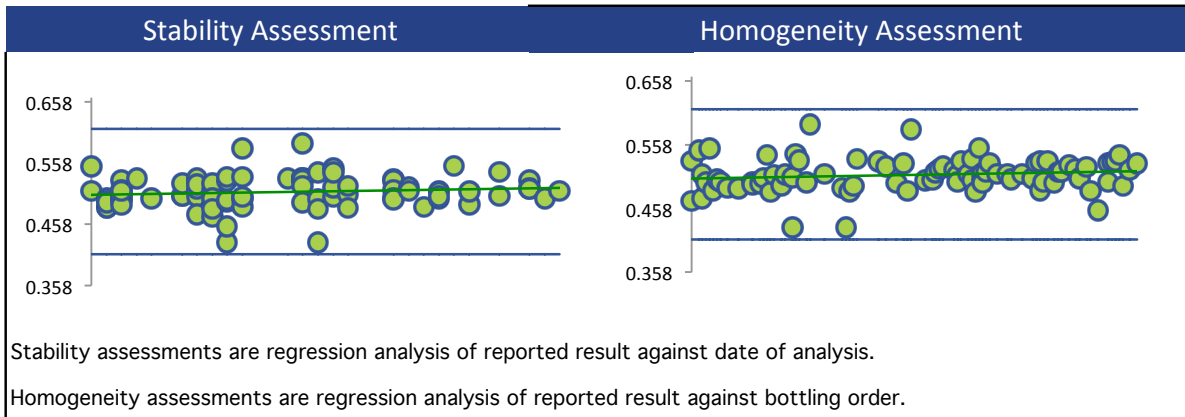 Stability Assessment
Homogeneity Assessment
0.658
0.558
0.458
0.358
0.658
0.558
0.458
0.358
Stability assessments are regression analysis of reported result against date of analysis.
Homogeneity assessments are regression analysis of reported result against bottling order.